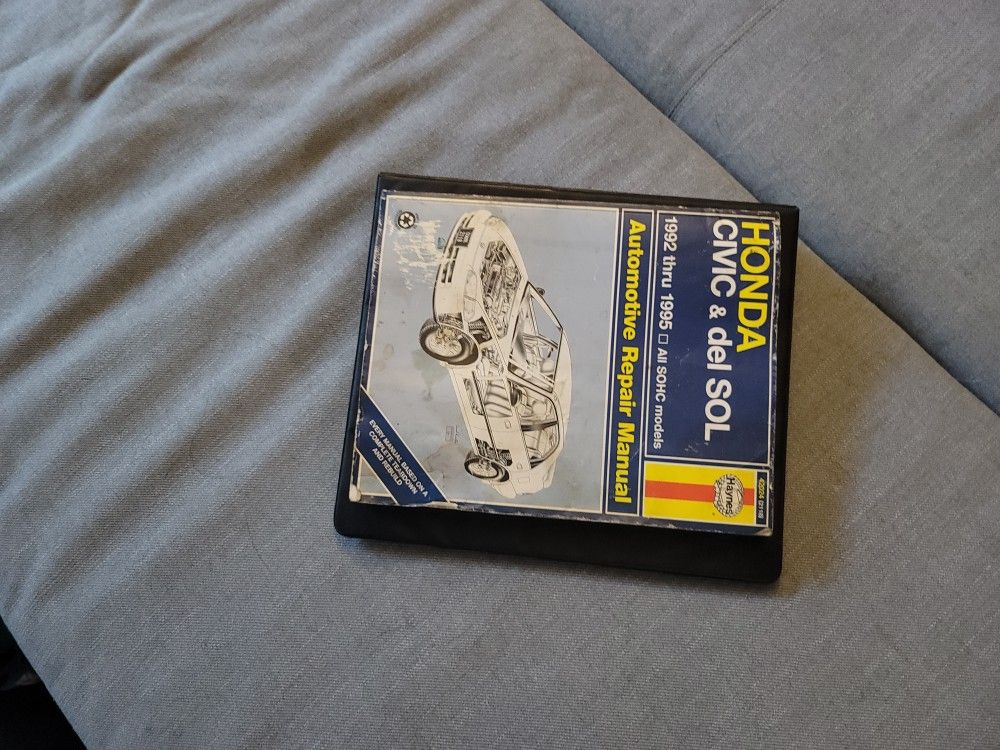 HONDA
CIVIC & del SOL
1992 thru 1995 □ All SOHC models
Automotive Repair Manual
Haynes
EVERY MANUAL BASED ON A
COMPLETE TEARDOWN
AND REBUILD